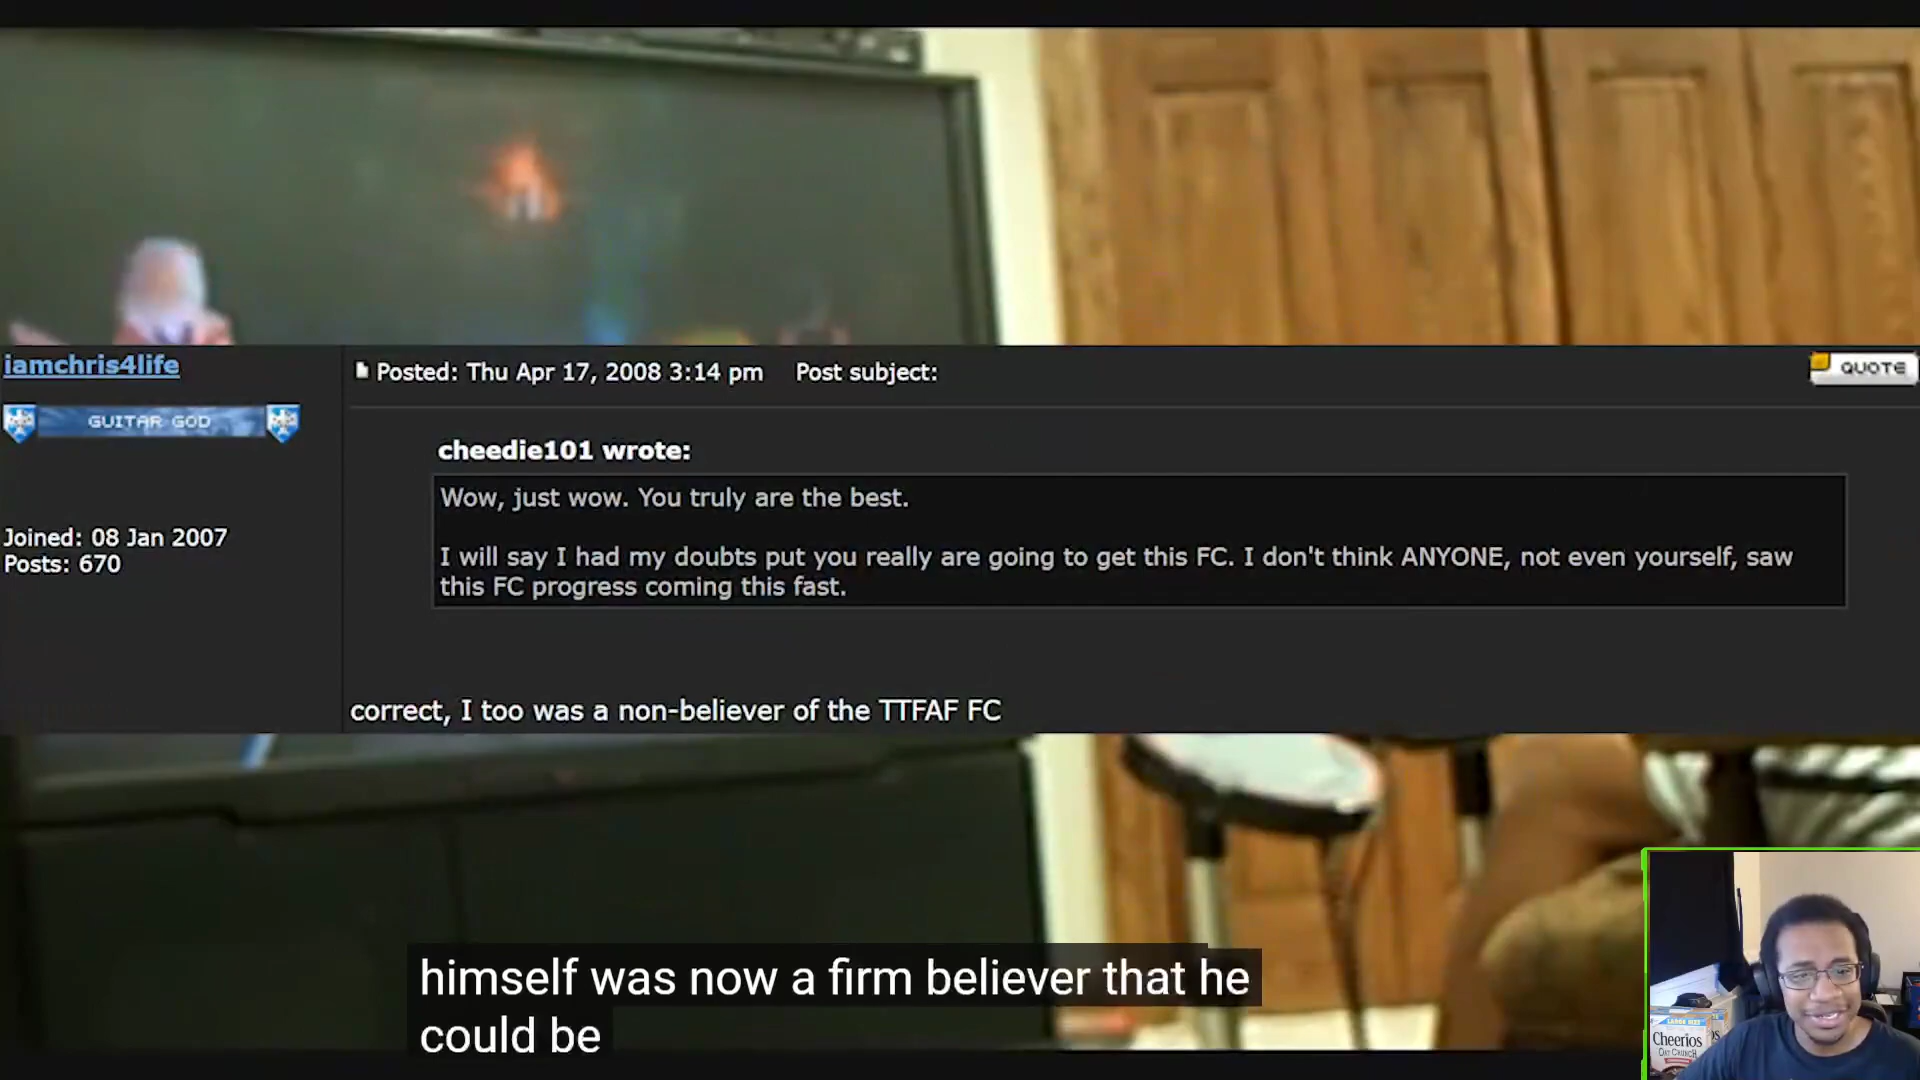 iamchris4life
GUITAR GOD
Joined: 08 Jan 2007
Posts: 670
Posted: Thu Apr 17, 2008 3:14 pm Post subject:
QUOTE
cheedie101 wrote:
Wow, just wow. You truly are the best.
I will say I had my doubts put you really are going to get this FC. I don't think ANYONE, not even yourself, saw
this FC progress coming this fast.
correct, I too was a non-believer of the TTFAF FC
himself was now a firm believer that he
could be
LARGE SIZE
Cheerios
OAT CRUNCH